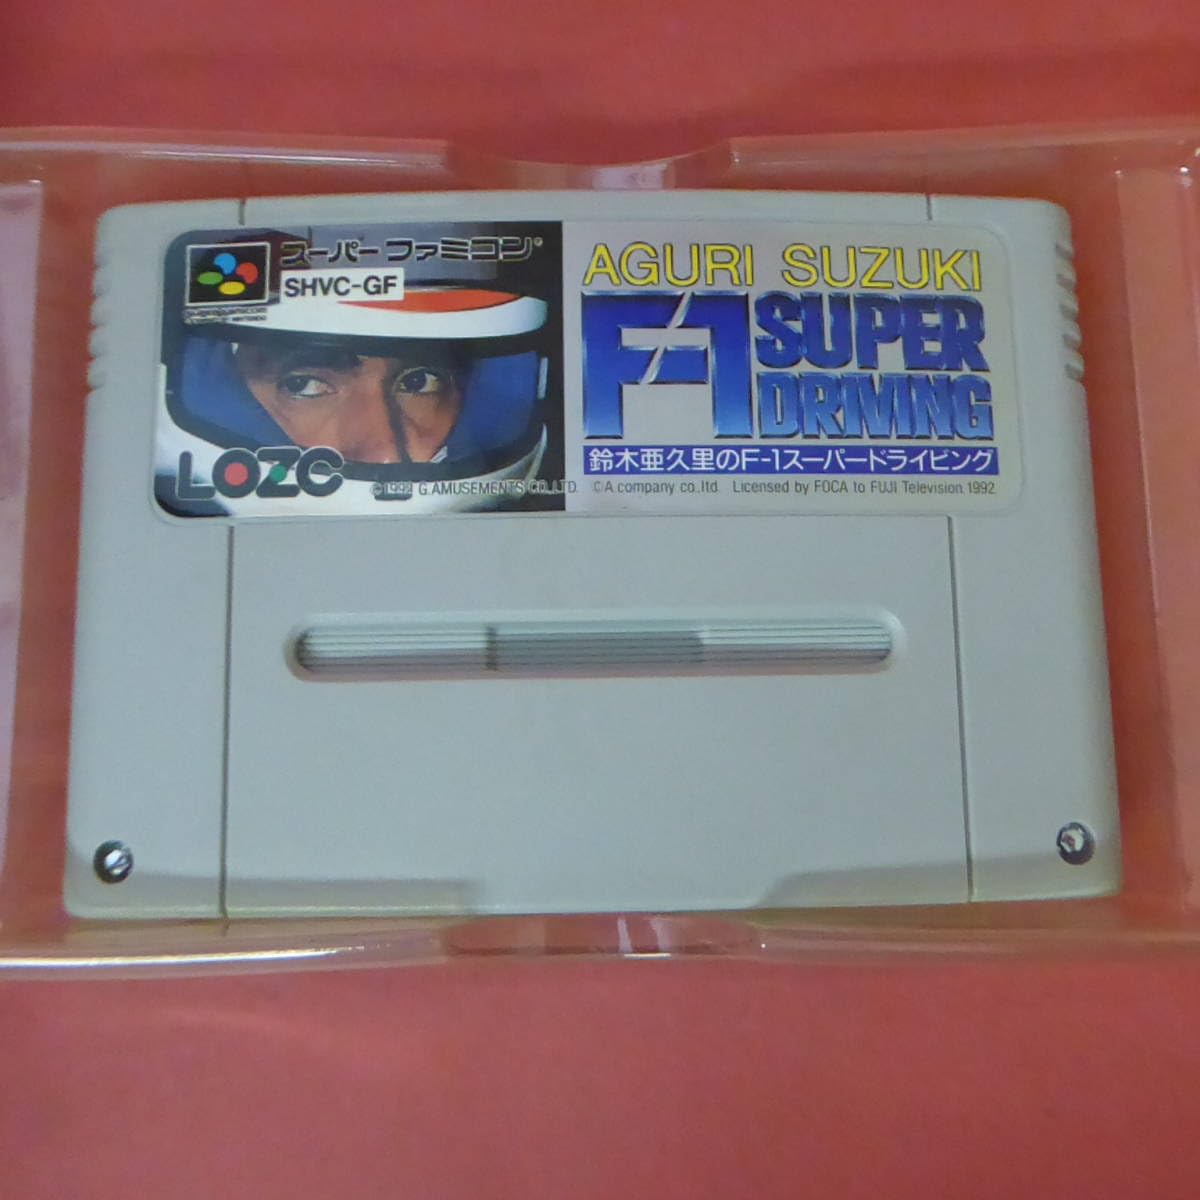 スーパーファミコン
SHVC-GF
AGURI SUZUKI
F-1 SUPER
DRIVING
鈴木亜久里のF-1スーパードライビング
LOZC
©1992 G.AMUSEMENTS CO.,LTD. ©A.company co.,ltd. Licensed by FOCA to FUJI Television.1992